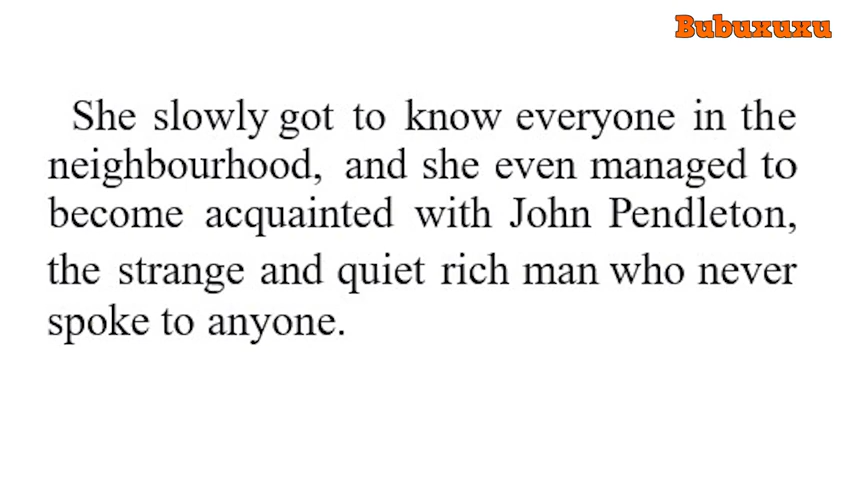 Bubuxuxu
She slowly got to know everyone in the
neighbourhood, and she even managed to
become acquainted with John Pendleton,
the strange and quiet rich man who never
spoke to anyone.